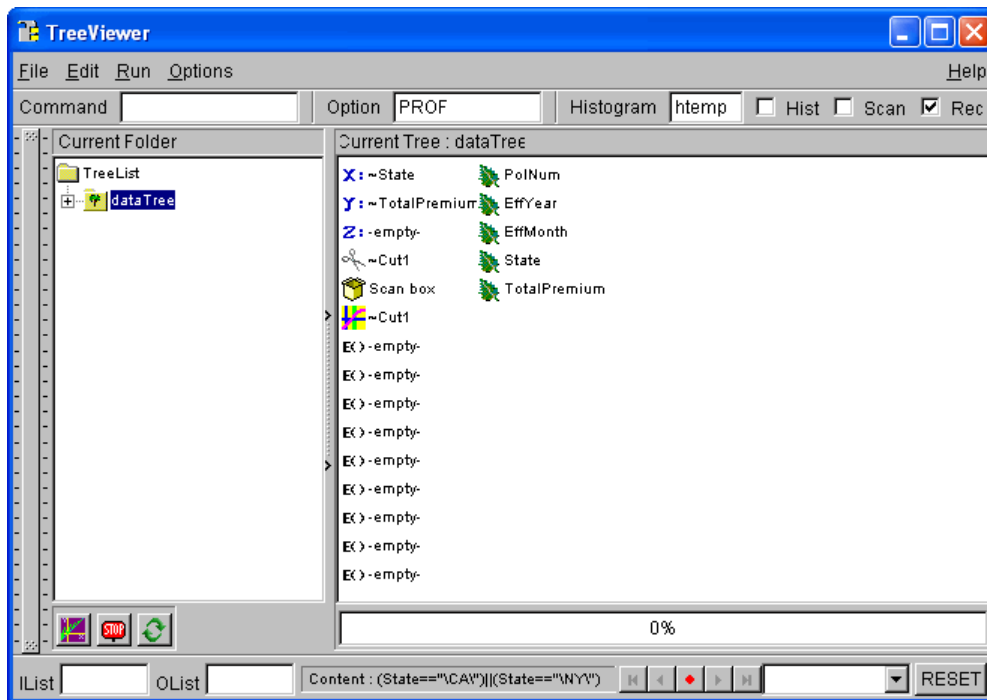 TreeViewer
File Edit Run Options Help
Command Option PROF Histogram htemp Hist Scan Rec
Current Folder
Current Tree : dataTree
TreeList
dataTree
X: ~State PolNum
Y: ~TotalPremium EffYear
Z: -empty- EffMonth
~Cut1 State
Scan box TotalPremium
~Cut1
E() -empty-
E() -empty-
E() -empty-
E() -empty-
E() -empty-
E() -empty-
E() -empty-
E() -empty-
E() -empty-
STOP
0%
IList OList Content : (State=="\CA\")||(State=="\NY\") RESET